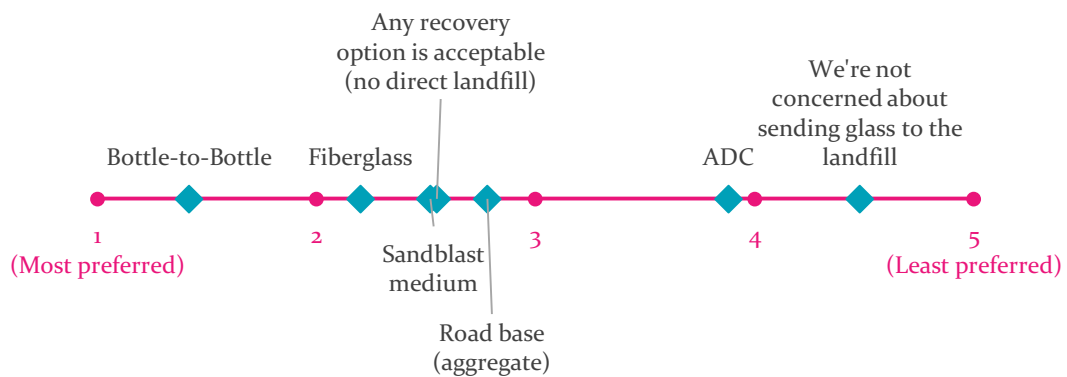 Any recovery
option is acceptable
(no direct landfill)
We're not
concerned about
sending glass to the
landfill
Bottle-to-Bottle
Fiberglass
ADC
1
2
3
4
5
(Most preferred)
(Least preferred)
Sandblast
medium
Road base
(aggregate)